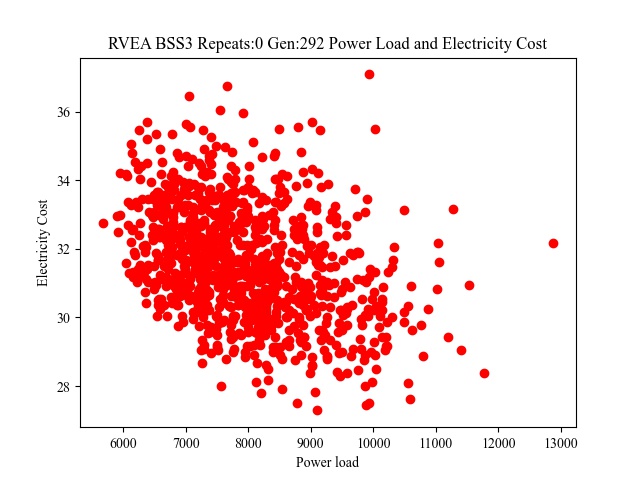 RVEA BSS3 Repeats:0 Gen:292 Power Load and Electricity Cost
36
34
32
30
28
Electricity Cost
6000 7000 8000 9000 10000 11000 12000 13000
Power load